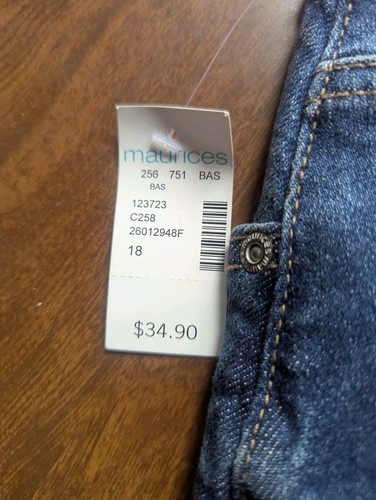 maurices
256 751 BAS
BAS
123723
C258
26012948F
18
$34.90